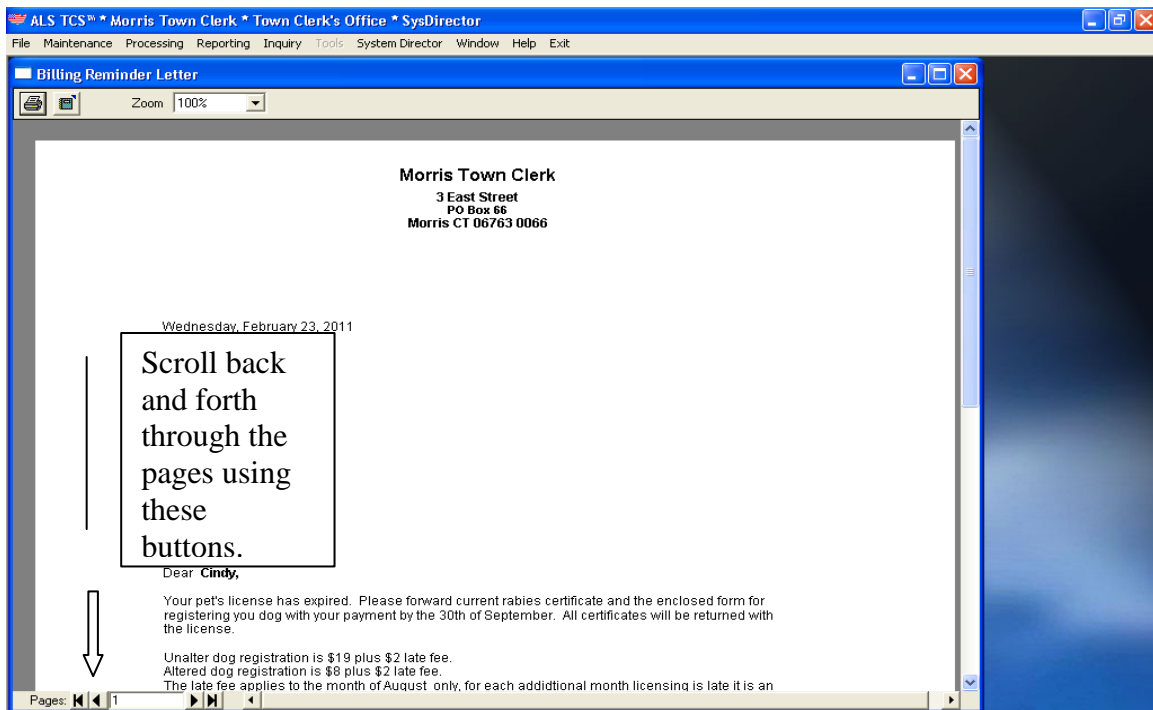 ALS TCS™ * Morris Town Clerk * Town Clerk's Office * SysDirector
File Maintenance Processing Reporting Inquiry Tools System Director Window Help Exit
Billing Reminder Letter
Zoom 100%
Morris Town Clerk
3 East Street
PO Box 66
Morris CT 06763 0066
Wednesday, February 23, 2011
Scroll back
and forth
through the
pages using
these
buttons.
Dear Cindy,
Your pet's license has expired. Please forward current rabies certificate and the enclosed form for
registering you dog with your payment by the 30th of September. All certificates will be returned with
the license.
Unalter dog registration is $19 plus $2 late fee.
Altered dog registration is $8 plus $2 late fee.
The late fee applies to the month of August only, for each addidtional month licensing is late it is an
Pages: 1